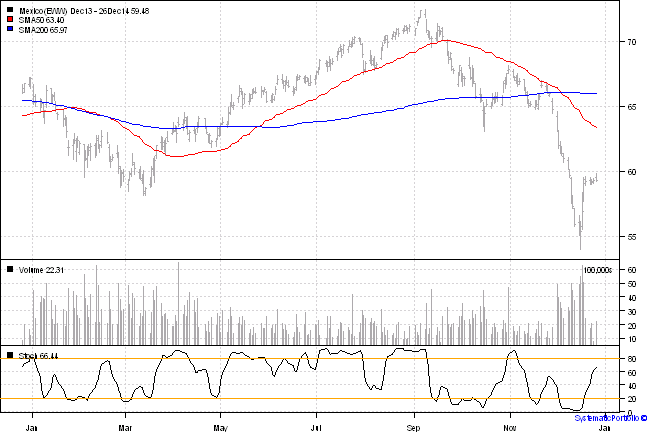 Mexico(EWW) Dec13 - 26Dec14 59.48
SMA50 63.40
SMA200 65.97
70
65
60
55
Volume 22.31
100,000s
60
50
40
30
20
10
Stoch 66.44
80
60
40
20
0
Jan Mar May Jul Sep Nov Jan
SystematicPortfolio ©